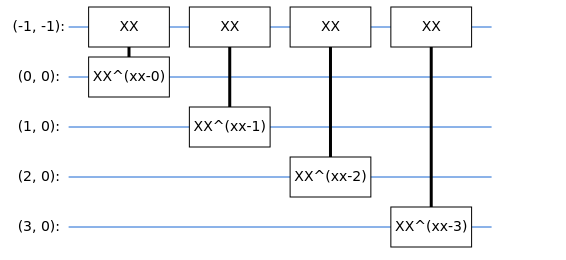 (-1, -1): XX XX XX XX
(0, 0): XX^(xx-0)
(1, 0): XX^(xx-1)
(2, 0): XX^(xx-2)
(3, 0): XX^(xx-3)